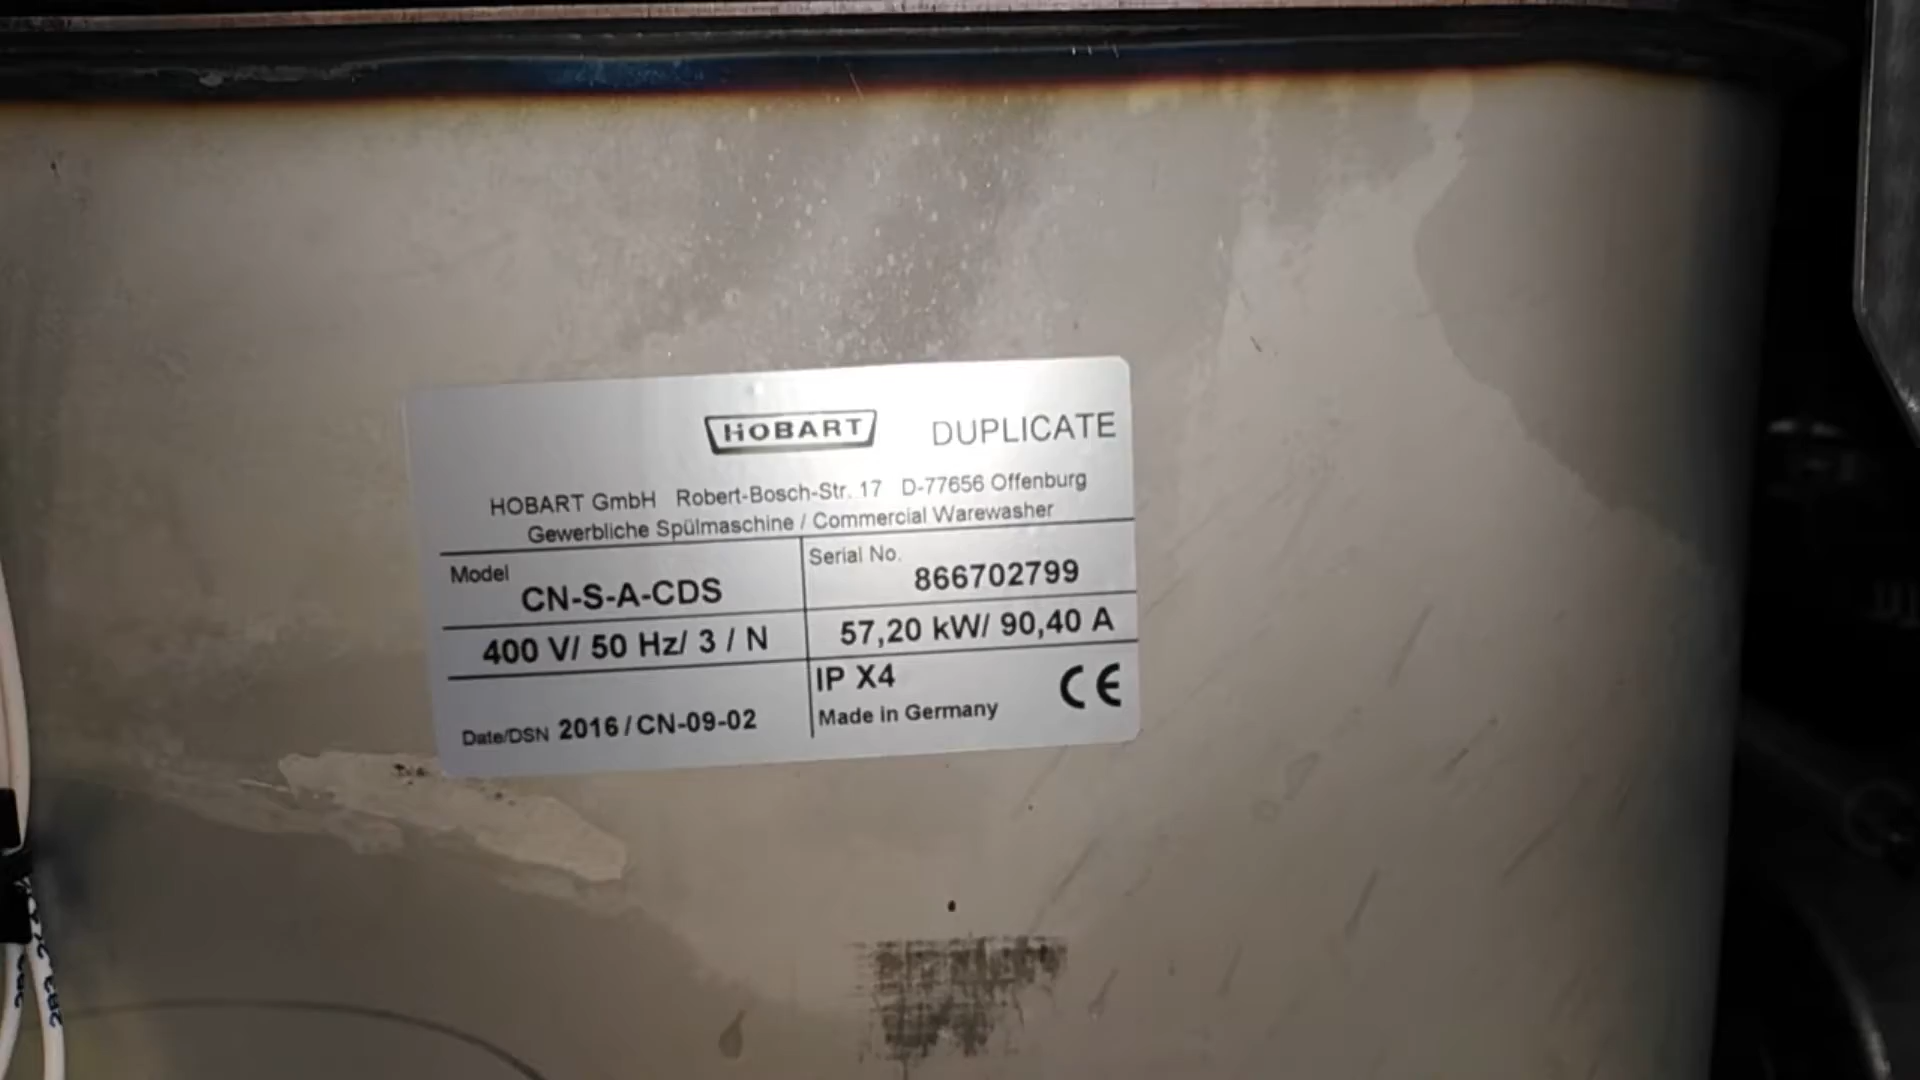 HOBART DUPLICATE
HOBART GmbH Robert-Bosch-Str. 17 D-77656 Offenburg
Gewerbliche Spülmaschine / Commercial Warewasher
Model CN-S-A-CDS
Serial No. 866702799
400 V/ 50 Hz/ 3 / N
57,20 kW/ 90,40 A
Date/DSN 2016/CN-09-02
IP X4
Made in Germany CE